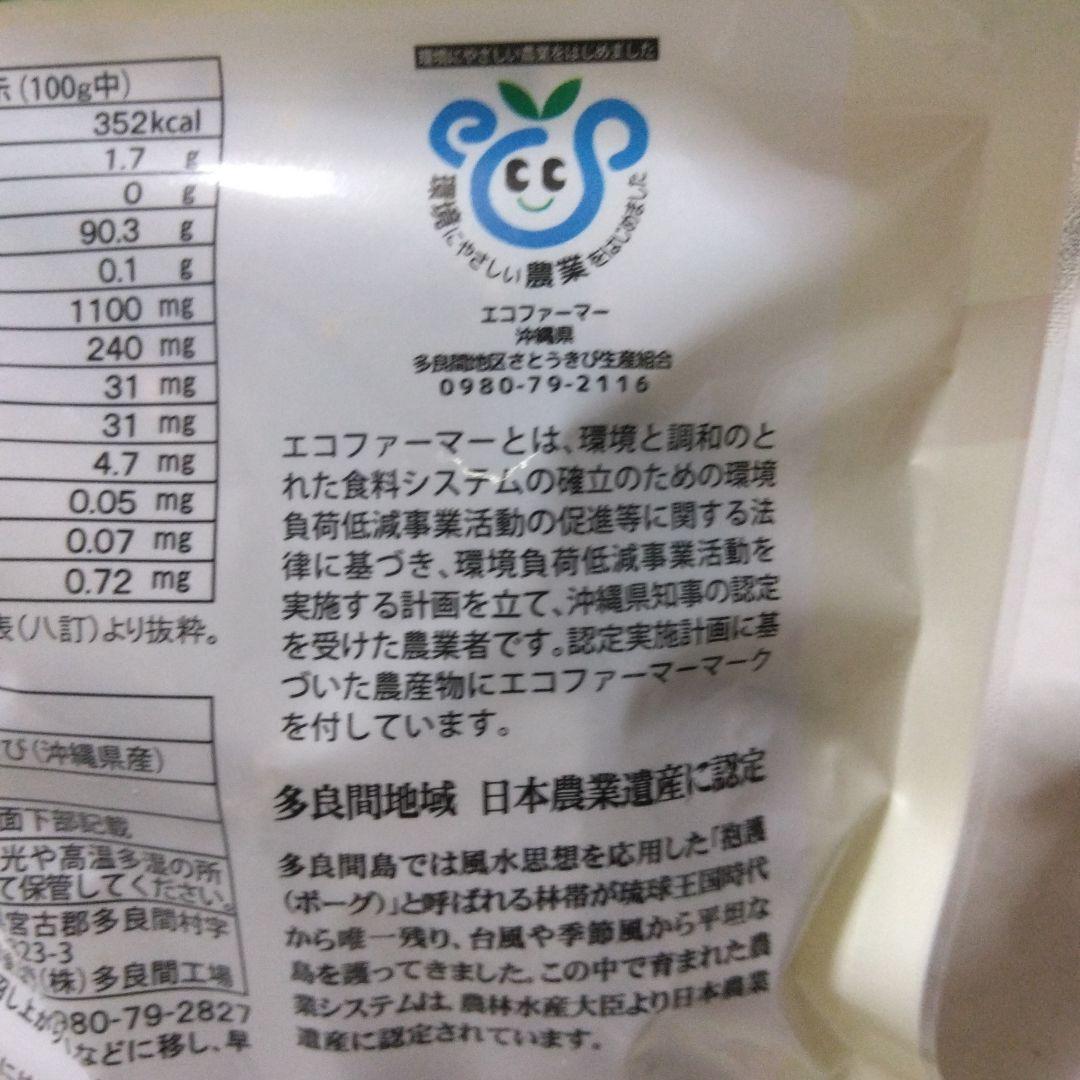 示 (100g中)
352kcal
1.7 g
0 g
90.3 g
0.1 g
1100 mg
240 mg
31 mg
31 mg
4.7 mg
0.05 mg
0.07 mg
0.72 mg
表(八訂)より抜粋。
び(沖縄県産)
面下部記載
光や高温多湿の所
て保管してください。
宮古郡多良間村字
23-3
(株)多良間工場
80-79-2827
などに移し、早
環境にやさしい農業をはじめました
環境にやさしい農業をはじめました
エコファーマー
沖縄県
多良間地区さとうきび生産組合
0980-79-2116
エコファーマーとは、環境と調和のと
れた食料システムの確立のための環境
負荷低減事業活動の促進等に関する法
律に基づき、環境負荷低減事業活動を
実施する計画を立て、沖縄県知事の認定
を受けた農業者です。認定実施計画に基
づいた農産物にエコファーマーマーク
を付しています。
多良間地域 日本農業遺産に認定
多良間島では風水思想を応用した「抱護
(ポーグ)」と呼ばれる林帯が琉球王国時代
から唯一残り、台風や季節風から平坦な
島を護ってきました。この中で育まれた農
業システムは、農林水産大臣より日本農業
遺産に認定されています。